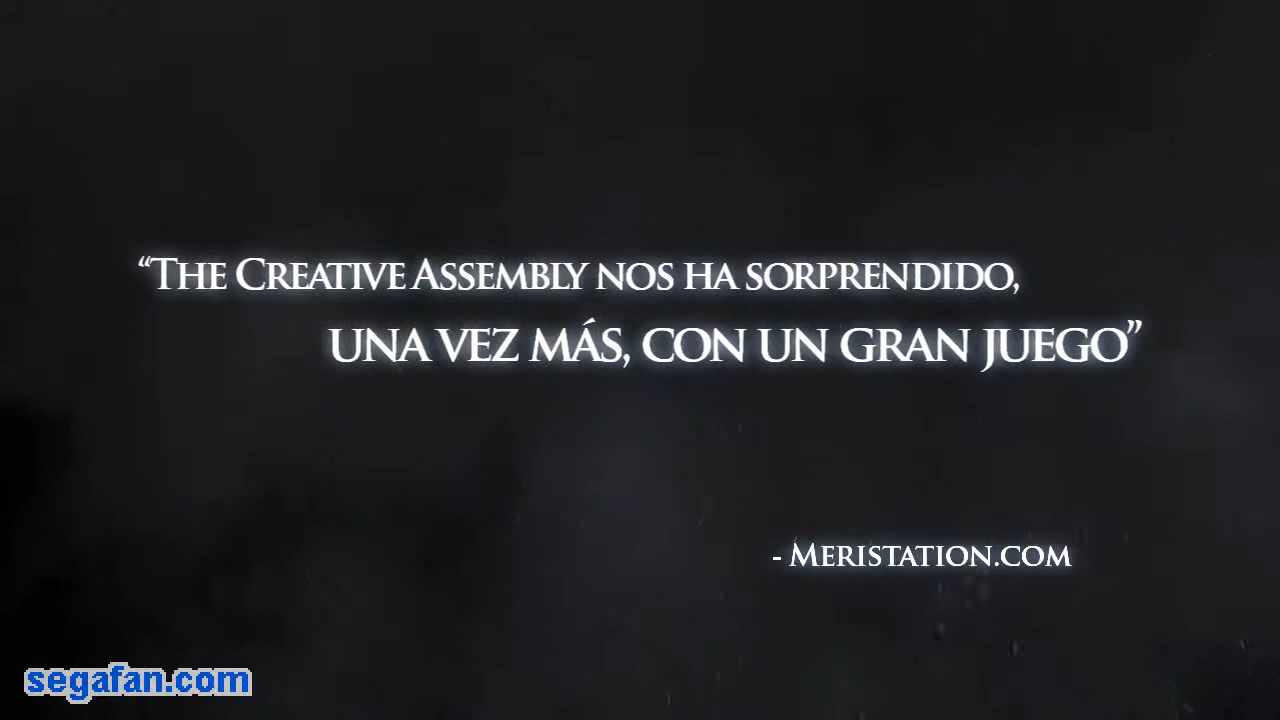 “The Creative Assembly nos ha sorprendido,
una vez más, con un gran juego”
- Meristation.com
segafan.com